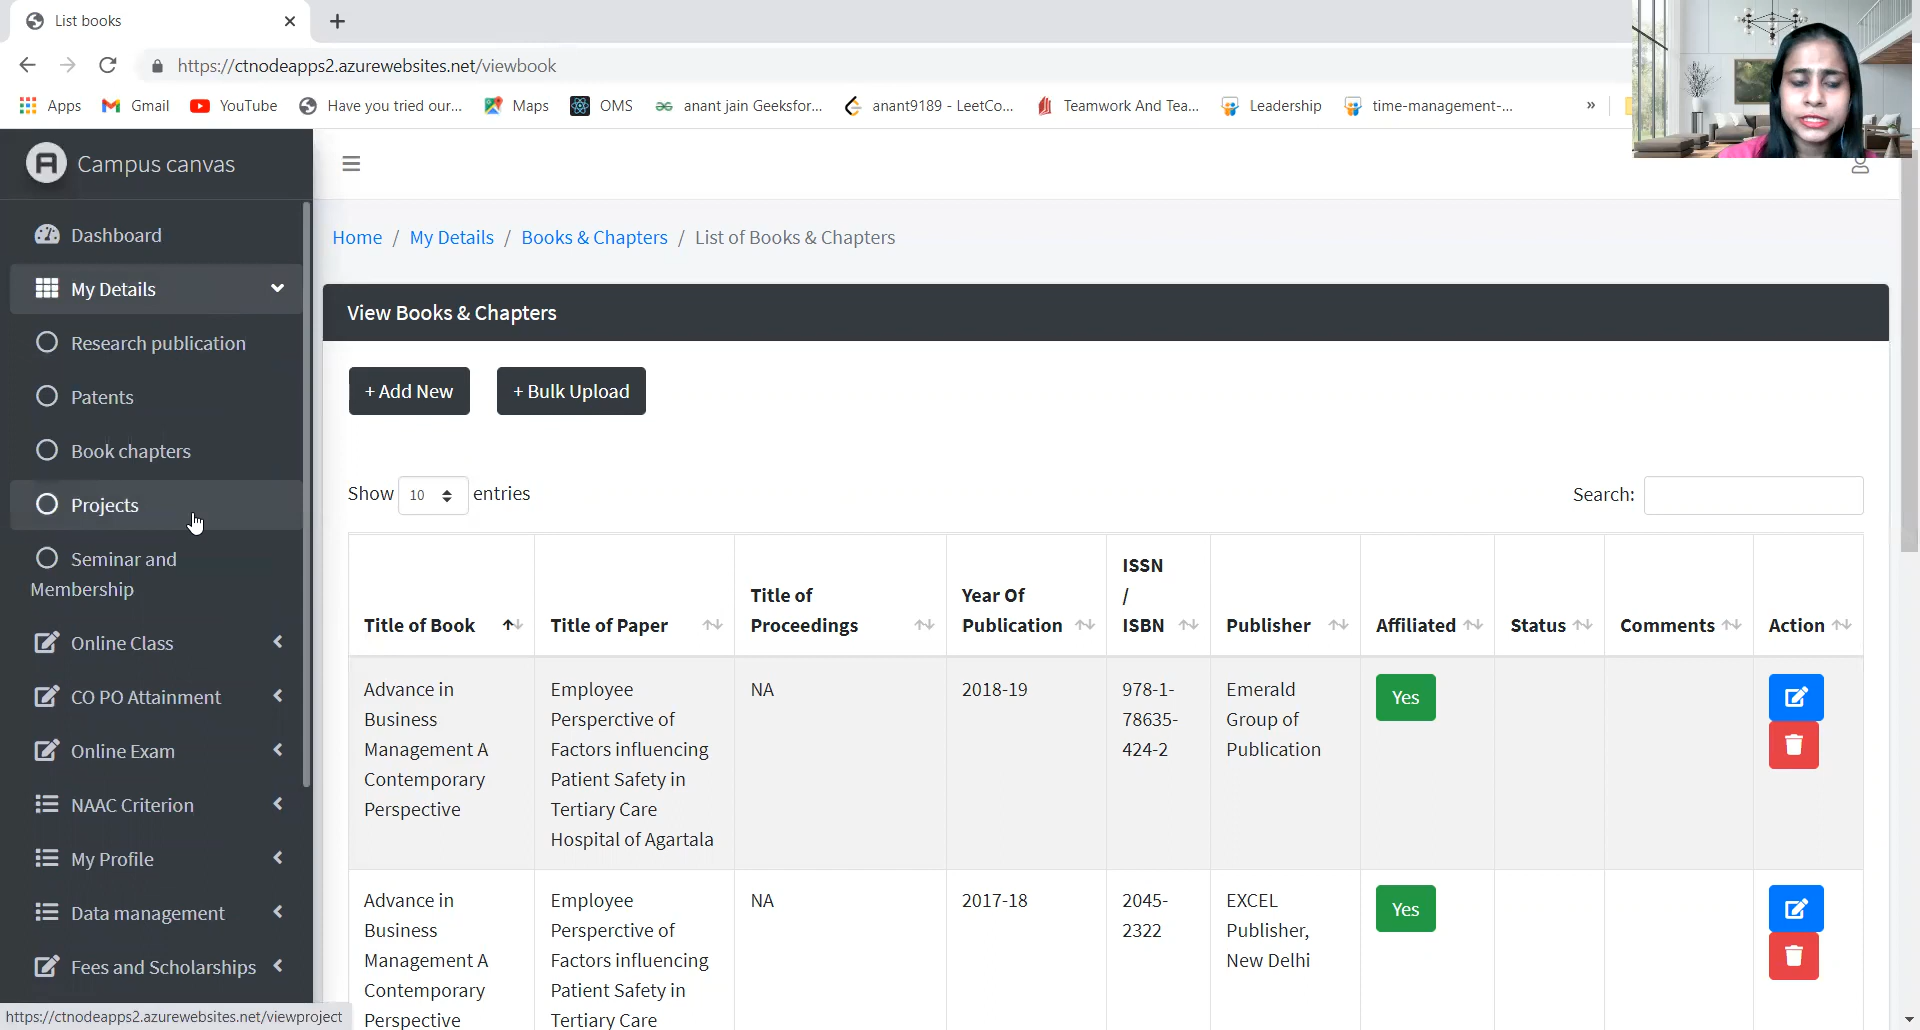 List books
https://ctnodeapps2.azurewebsites.net/viewbook
Apps
Gmail
YouTube
Have you tried our...
Maps
OMS
anant jain Geeksfor...
anant9189 - LeetCo...
Teamwork And Tea...
Leadership
time-management-...
»
Campus canvas
Dashboard
My Details
Research publication
Patents
Book chapters
Projects
Seminar and
Membership
Online Class
CO PO Attainment
Online Exam
NAAC Criterion
My Profile
Data management
Fees and Scholarships
https://ctnodeapps2.azurewebsites.net/viewproject
Home / My Details / Books & Chapters / List of Books & Chapters
View Books & Chapters
+ Add New
+ Bulk Upload
Show 10 entries
Search:
Title of Book
Title of Paper
Title of
Proceedings
Year Of
Publication
ISSN
/
ISBN
Publisher
Affiliated
Status
Comments
Action
Advance in
Business
Management A
Contemporary
Perspective
Employee
Persperctive of
Factors influencing
Patient Safety in
Tertiary Care
Hospital of Agartala
NA
2018-19
978-1-
78635-
424-2
Emerald
Group of
Publication
Yes
Advance in
Business
Management A
Contemporary
Perspective
Employee
Persperctive of
Factors influencing
Patient Safety in
Tertiary Care
NA
2017-18
2045-
2322
EXCEL
Publisher,
New Delhi
Yes